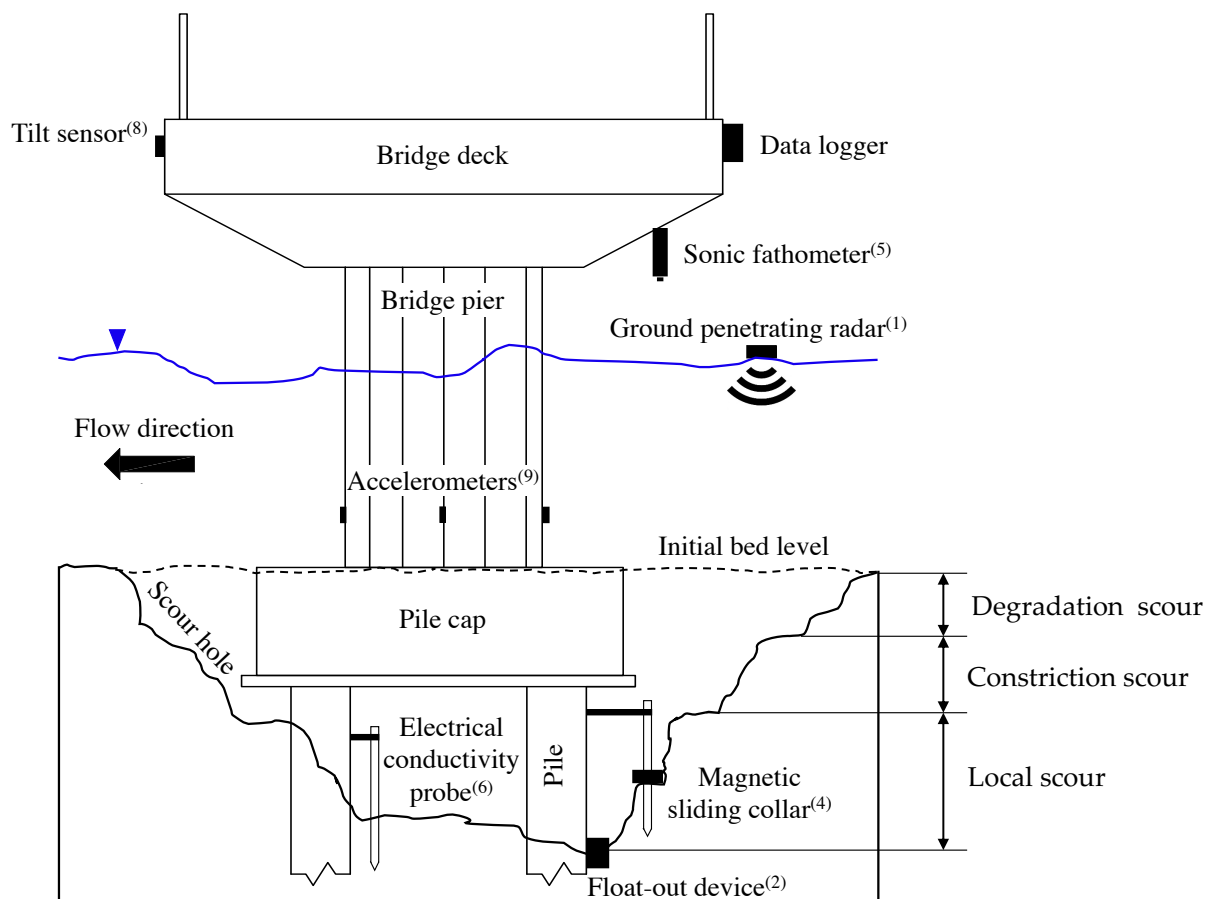 Tilt sensor(8)
Bridge deck
Data logger
Sonic fathometer(5)
Bridge pier
Ground penetrating radar(1)
Flow direction
Accelerometers(9)
Initial bed level
Scour hole
Pile cap
Degradation scour
Constriction scour
Electrical
conductivity
probe(6)
Pile
Magnetic
sliding collar(4)
Local scour
Float-out device(2)